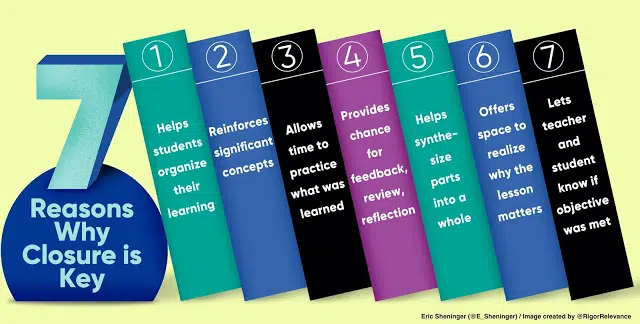 7
Reasons
Why
Closure is
Key
1
Helps
students
organize
their
learning
2
Reinforces
significant
concepts
3
Allows
time to
practice
what was
learned
4
Provides
chance
for
feedback,
review,
reflection
5
Helps
synthe-
size
parts
into a
whole
6
Offers
space to
realize
why the
lesson
matters
7
Lets
teacher
and
student
know if
objective
was met
Eric Sheninger (@E_Sheninger) / Image created by @RigorRelevance